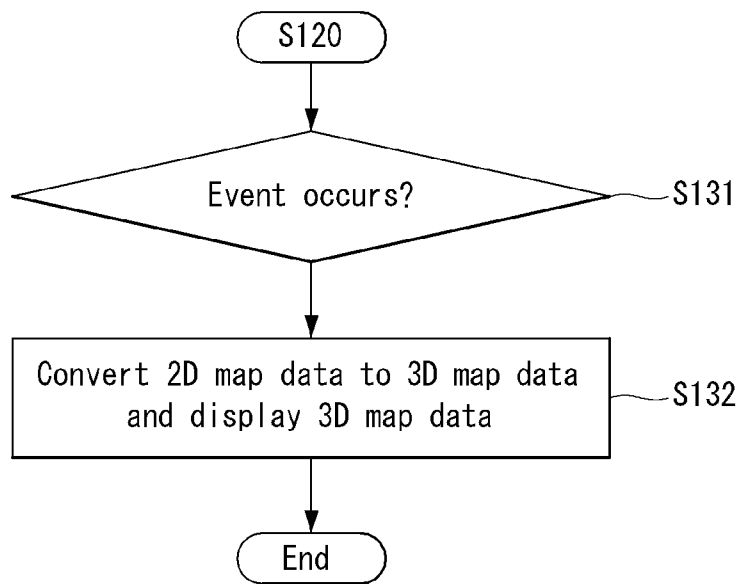 S120
Event occurs?
S131
Convert 2D map data to 3D map data
and display 3D map data
S132
End